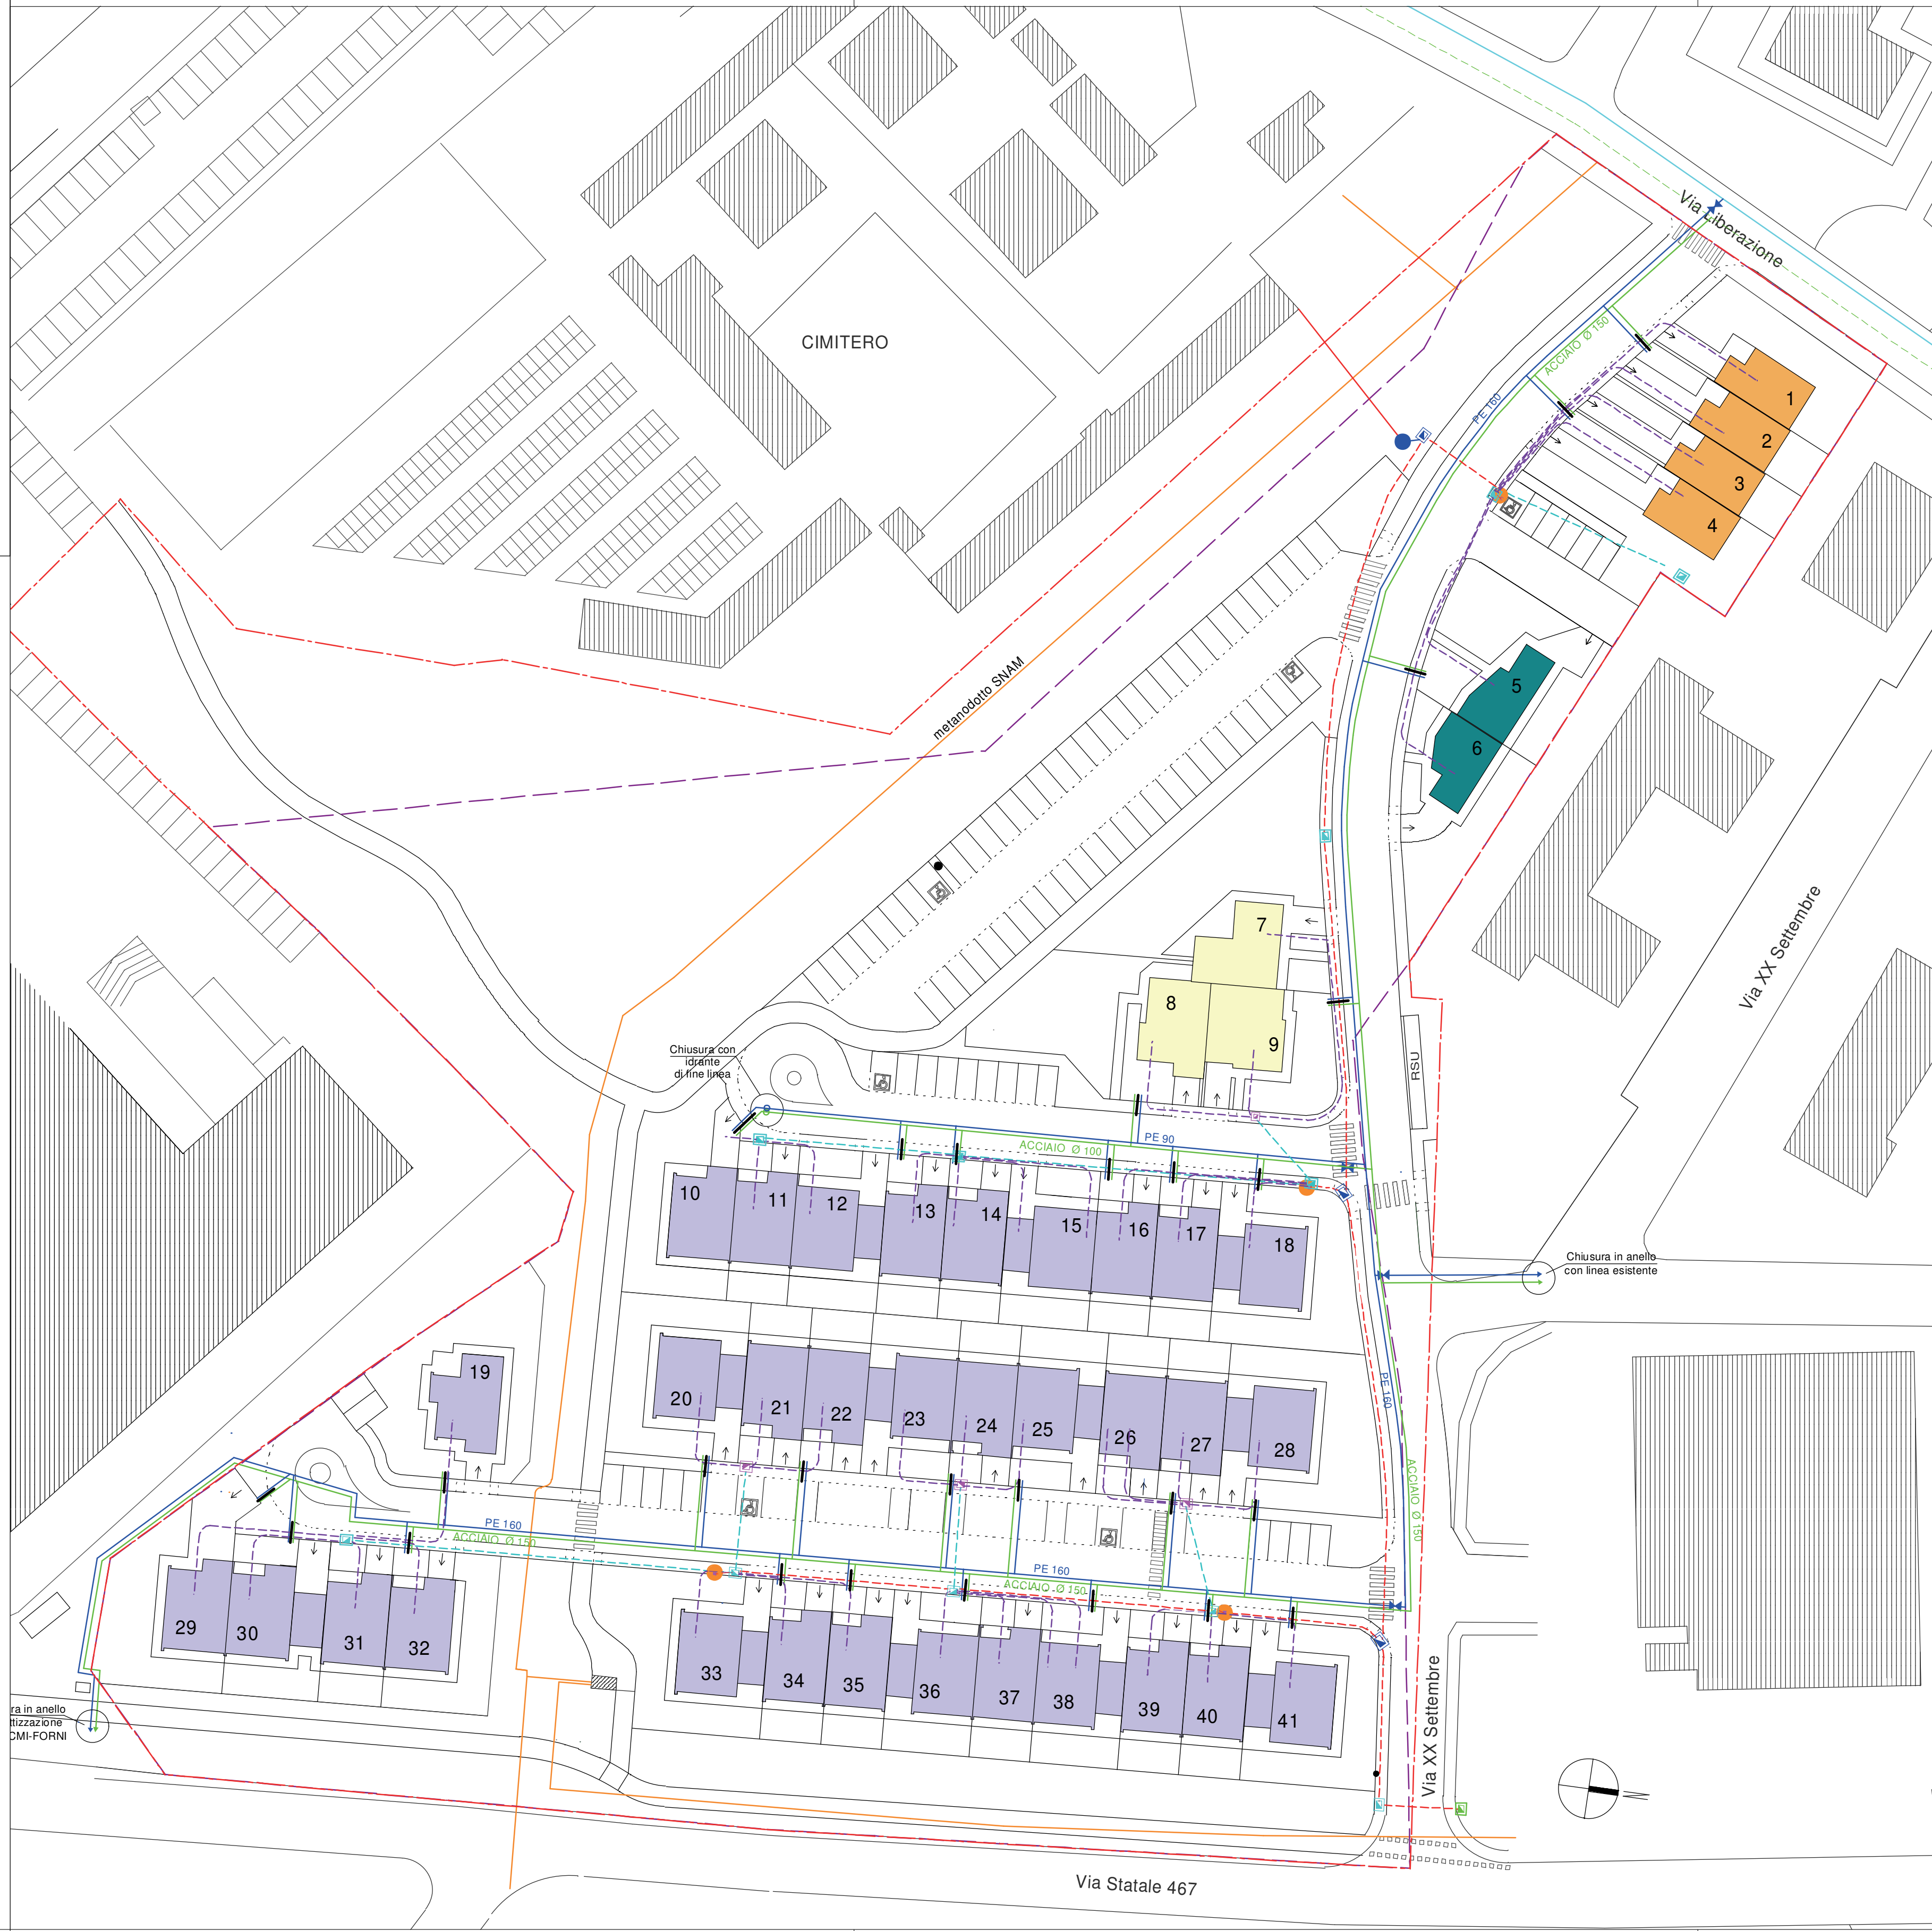 Via Liberazione
CIMITERO
ACCIAIO Ø 150
PE 160
1
2
3
4
metanodotto SNAM
5
6
7
8
9
Via XX Settembre
RSU
Chiusura con
idrante
di fine linea
PE 90
ACCIAIO Ø 100
10
11
12
13
14
15
16
17
18
Chiusura in anello
con linea esistente
19
20
21
22
23
24
25
26
27
28
PE 160
ACCIAIO Ø 150
PE 160
ACCIAIO Ø 150
PE 160
ACCIAIO Ø 150
29
30
31
32
33
34
35
36
37
38
39
40
41
ra in anello
ttizzazione
CMI-FORNI
Via XX Settembre
Via Statale 467